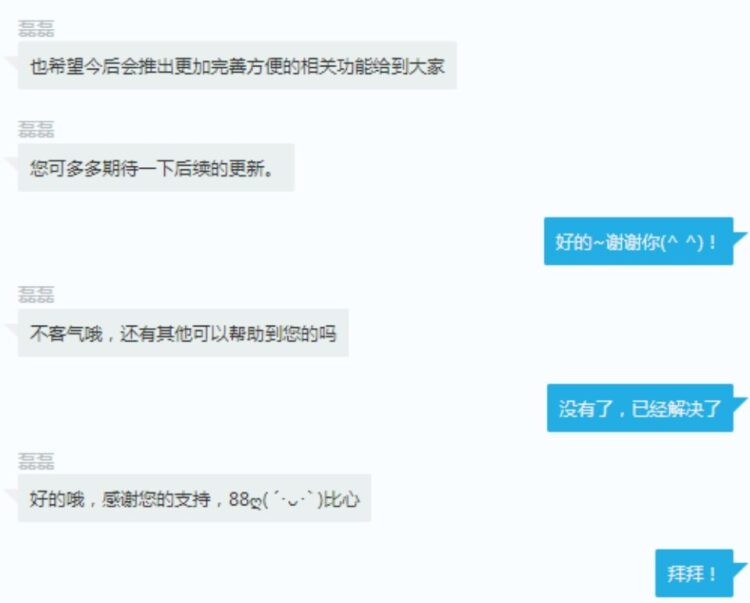 磊磊
也希望今后会推出更加完善方便的相关功能给到大家
磊磊
您可多多期待一下后续的更新。
好的~谢谢你(^ ^)！
磊磊
不客气哦，还有其他可以帮助到您的吗
没有了，已经解决了
磊磊
好的哦，感谢您的支持，88ღ( ´･ᴗ･` )比心
拜拜！